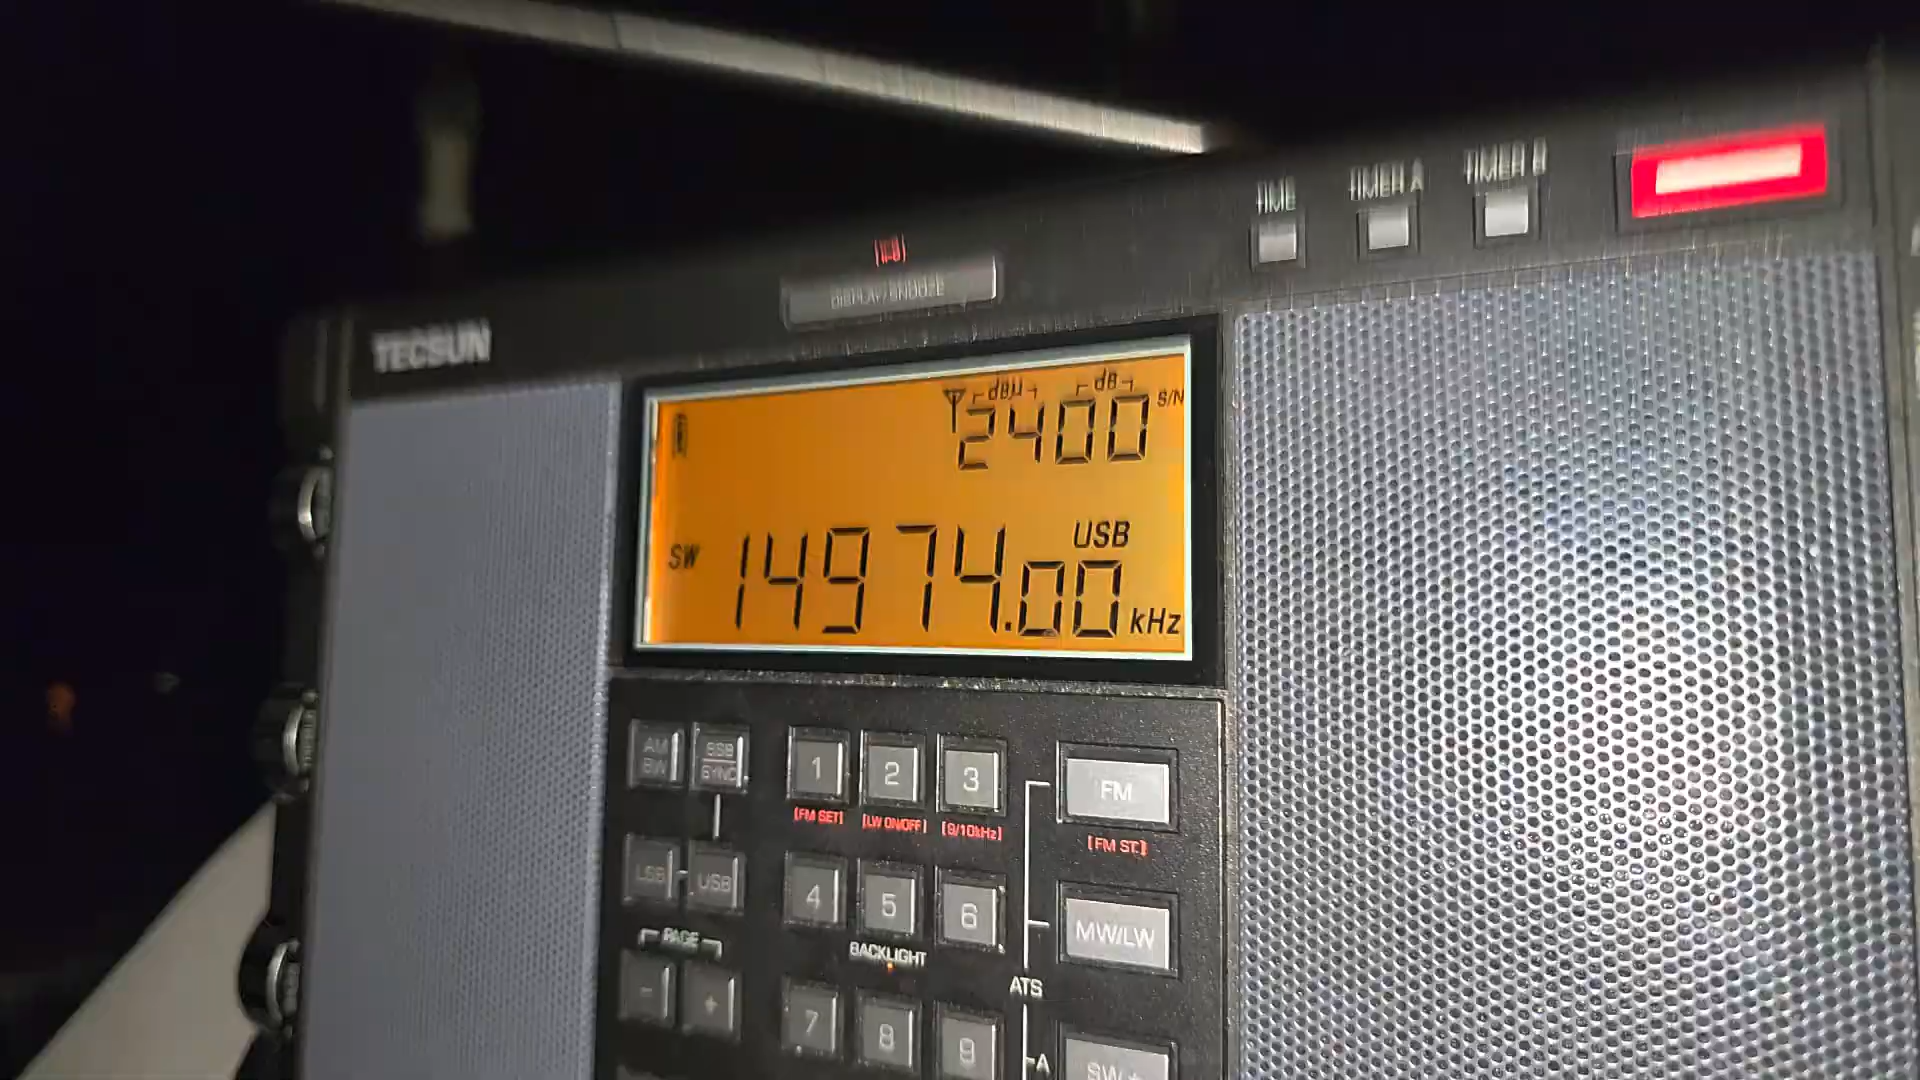 TIME TIMER A TIMER B
DISPLAY/SNOOZE
TECSUN
dBμ dB
2400 S/N
USB
SW 14974.00 kHz
AM BW
SSB SYNC
1 2 3 FM
[FM SET] [LW ON/OFF] [9/10kHz] [FM ST.]
LSB USB 4 5 6 MW/LW
BACKLIGHT
PAGE
- +
ATS
7 8 9
A
SW